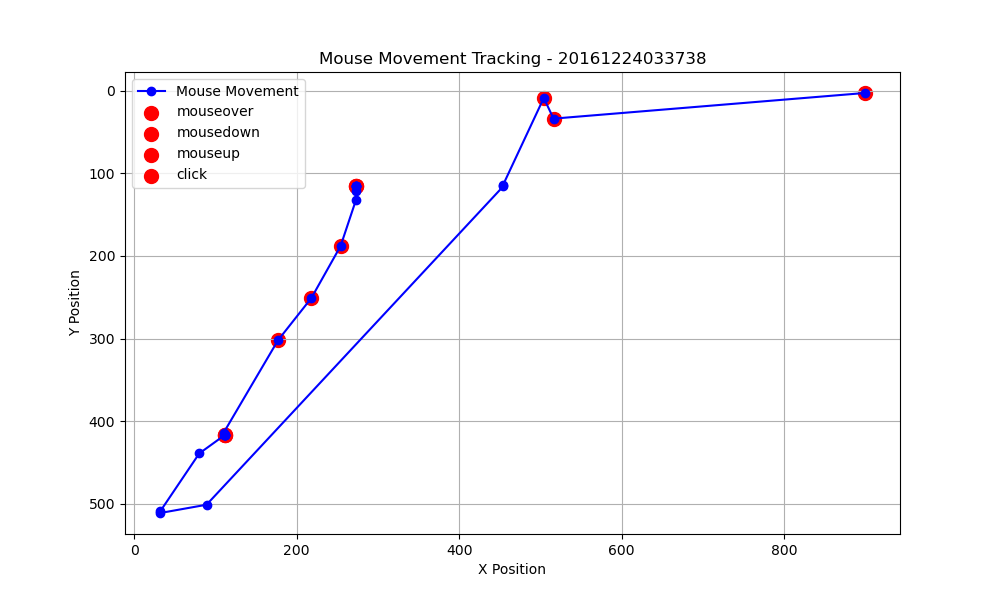 Mouse Movement Tracking - 20161224033738
Mouse Movement
mouseover
mousedown
mouseup
click
0
100
200
300
400
500
Y Position
0 200 400 600 800
X Position